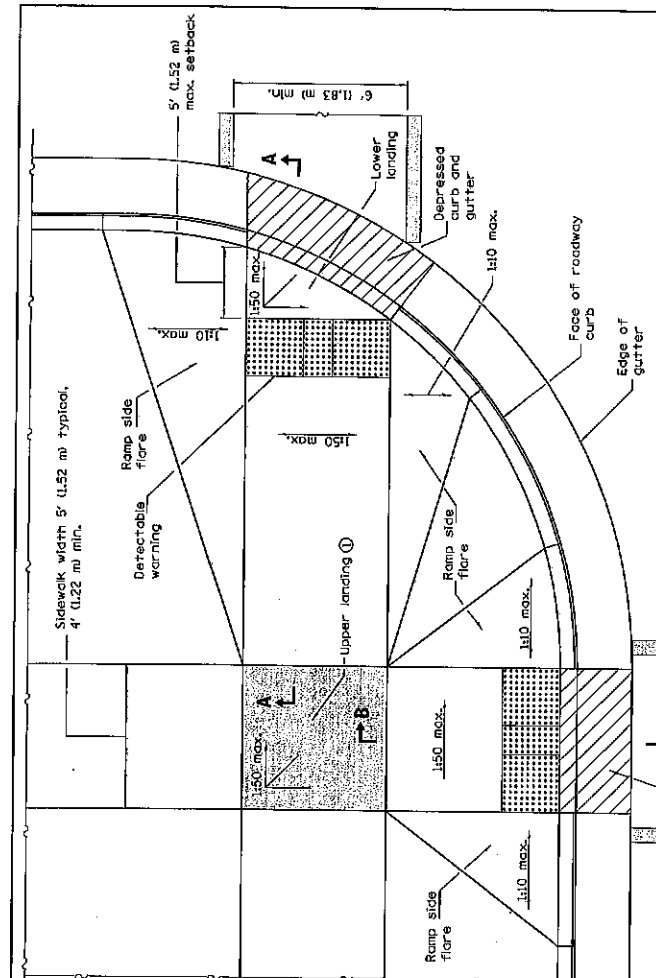 5' (1.52 m)
max. setback
Sidewalk width 5' (1.52 m) typical,
4' (1.22 m) min.
6' (1.83 m) min.
A
Lower
landing
Depressed
curb and
gutter
1:10 max.
Face of roadway
curb
Edge of
gutter
1:50
max.
1:10 max.
Ramp side
flare
Detectable
warning
1:50
max.
Ramp side
flare
1:10 max.
Upper landing ①
A
B
1:50
max.
1:50
max.
Ramp side
flare
1:10
max.